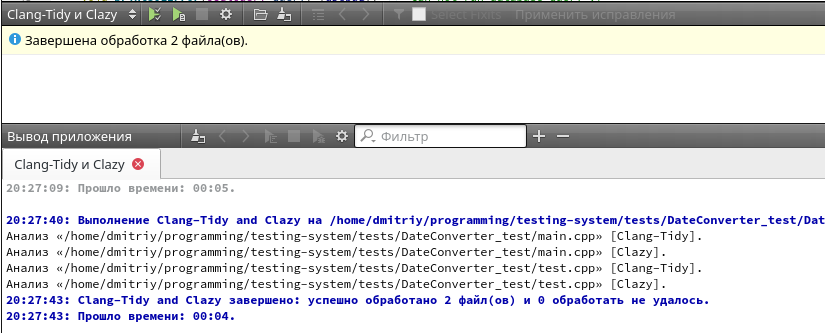 Clang-Tidy и Clazy
Select Fixits Применить исправления
Завершена обработка 2 файла(ов).
Вывод приложения
Фильтр
Clang-Tidy и Clazy
20:27:09: Прошло времени: 00:05.
20:27:40: Выполнение Clang-Tidy and Clazy на /home/dmitriy/programming/testing-system/tests/DateConverter_test/Dat
Анализ «/home/dmitriy/programming/testing-system/tests/DateConverter_test/main.cpp» [Clang-Tidy].
Анализ «/home/dmitriy/programming/testing-system/tests/DateConverter_test/main.cpp» [Clazy].
Анализ «/home/dmitriy/programming/testing-system/tests/DateConverter_test/test.cpp» [Clang-Tidy].
Анализ «/home/dmitriy/programming/testing-system/tests/DateConverter_test/test.cpp» [Clazy].
20:27:43: Clang-Tidy and Clazy завершено: успешно обработано 2 файл(ов) и 0 обработать не удалось.
20:27:43: Прошло времени: 00:04.